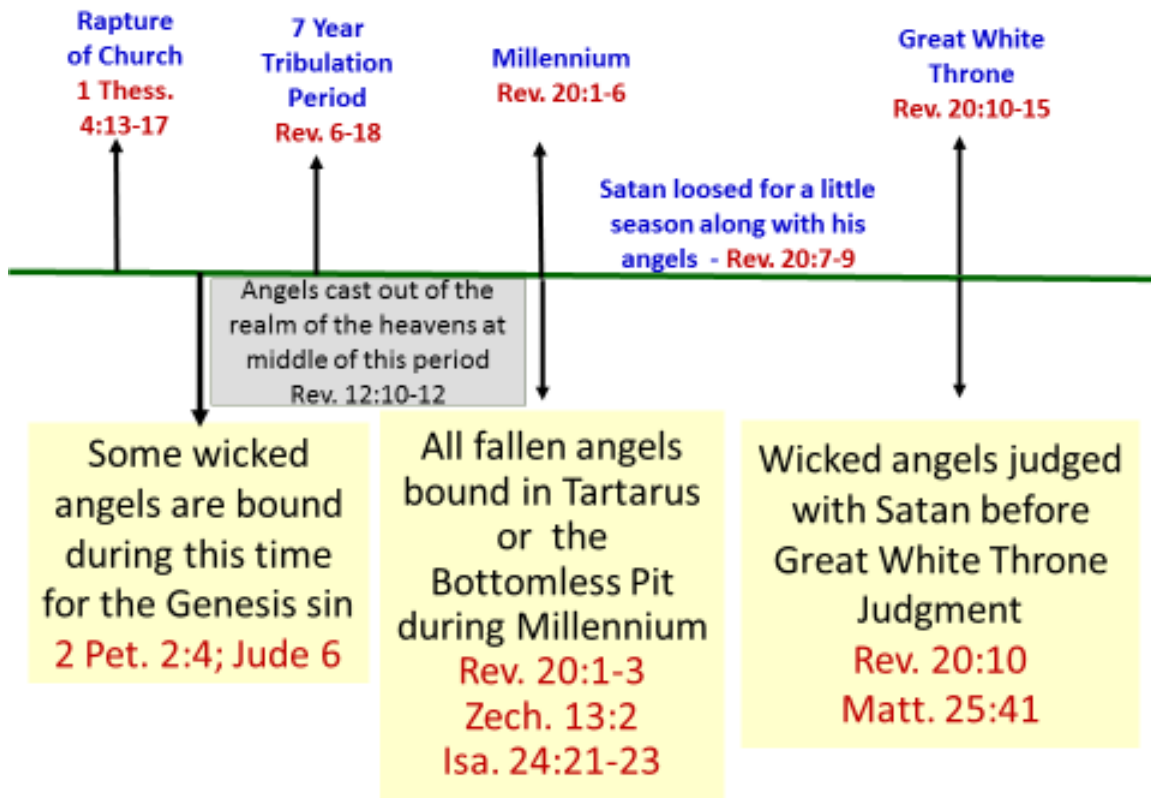 Rapture
of Church
1 Thess.
4:13-17
7 Year
Tribulation
Period
Rev. 6-18
Millennium
Rev. 20:1-6
Great White
Throne
Rev. 20:10-15
Satan loosed for a little
season along with his
angels - Rev. 20:7-9
Angels cast out of the
realm of the heavens at
middle of this period
Rev. 12:10-12
Some wicked
angels are bound
during this time
for the Genesis sin
2 Pet. 2:4; Jude 6
All fallen angels
bound in Tartarus
or the
Bottomless Pit
during Millennium
Rev. 20:1-3
Zech. 13:2
Isa. 24:21-23
Wicked angels judged
with Satan before
Great White Throne
Judgment
Rev. 20:10
Matt. 25:41